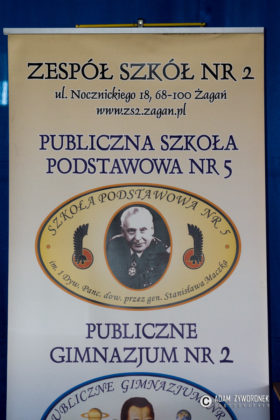 ZESPÓŁ SZKÓŁ NR 2
ul. Nocznickiego 18, 68-100 Żagań
www.zs2.zagan.pl
PUBLICZNA SZKOŁA
PODSTAWOWA NR 5
SZKOŁA PODSTAWOWA NR 5
im. 1 Dyw. Panc. dow. przez gen. Stanisława Maczka
PUBLICZNE
GIMNAZJUM NR 2
PUBLICZNE GIMNAZJUM NR
© ADAM ŻYWORONEK